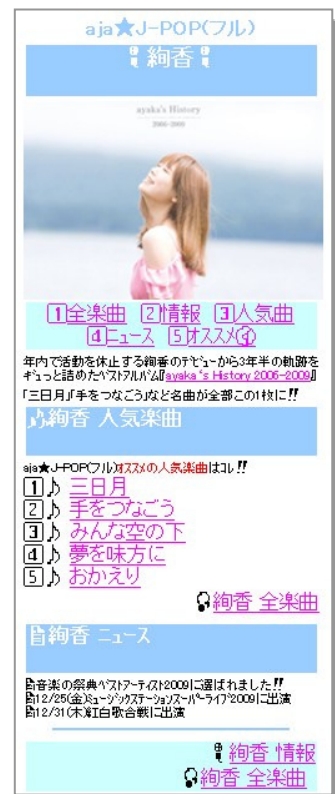 aja★J-POP(フル)
絢香
ayaka's History
2006-2009
1全楽曲 2情報 3人気曲
4ニュース 5オススメ
年内で活動を休止する絢香のデビューから3年半の軌跡を
ギュっと詰めたベストアルバム『ayaka's History 2006-2009』
「三日月」「手をつなごう」など名曲が全部この1枚に!!
絢香 人気楽曲
aja★J-POP(フル)オススメの人気楽曲はコレ!!
1♪ 三日月
2♪ 手をつなごう
3♪ みんな空の下
4♪ 夢を味方に
5♪ おかえり
絢香 全楽曲
絢香 ニュース
音楽の祭典ベストアーティスト2009に選ばれました!!
12/25(金)ミュージックステーションスーパーライブ2009に出演
12/31(木)紅白歌合戦に出演
絢香 情報
絢香 全楽曲